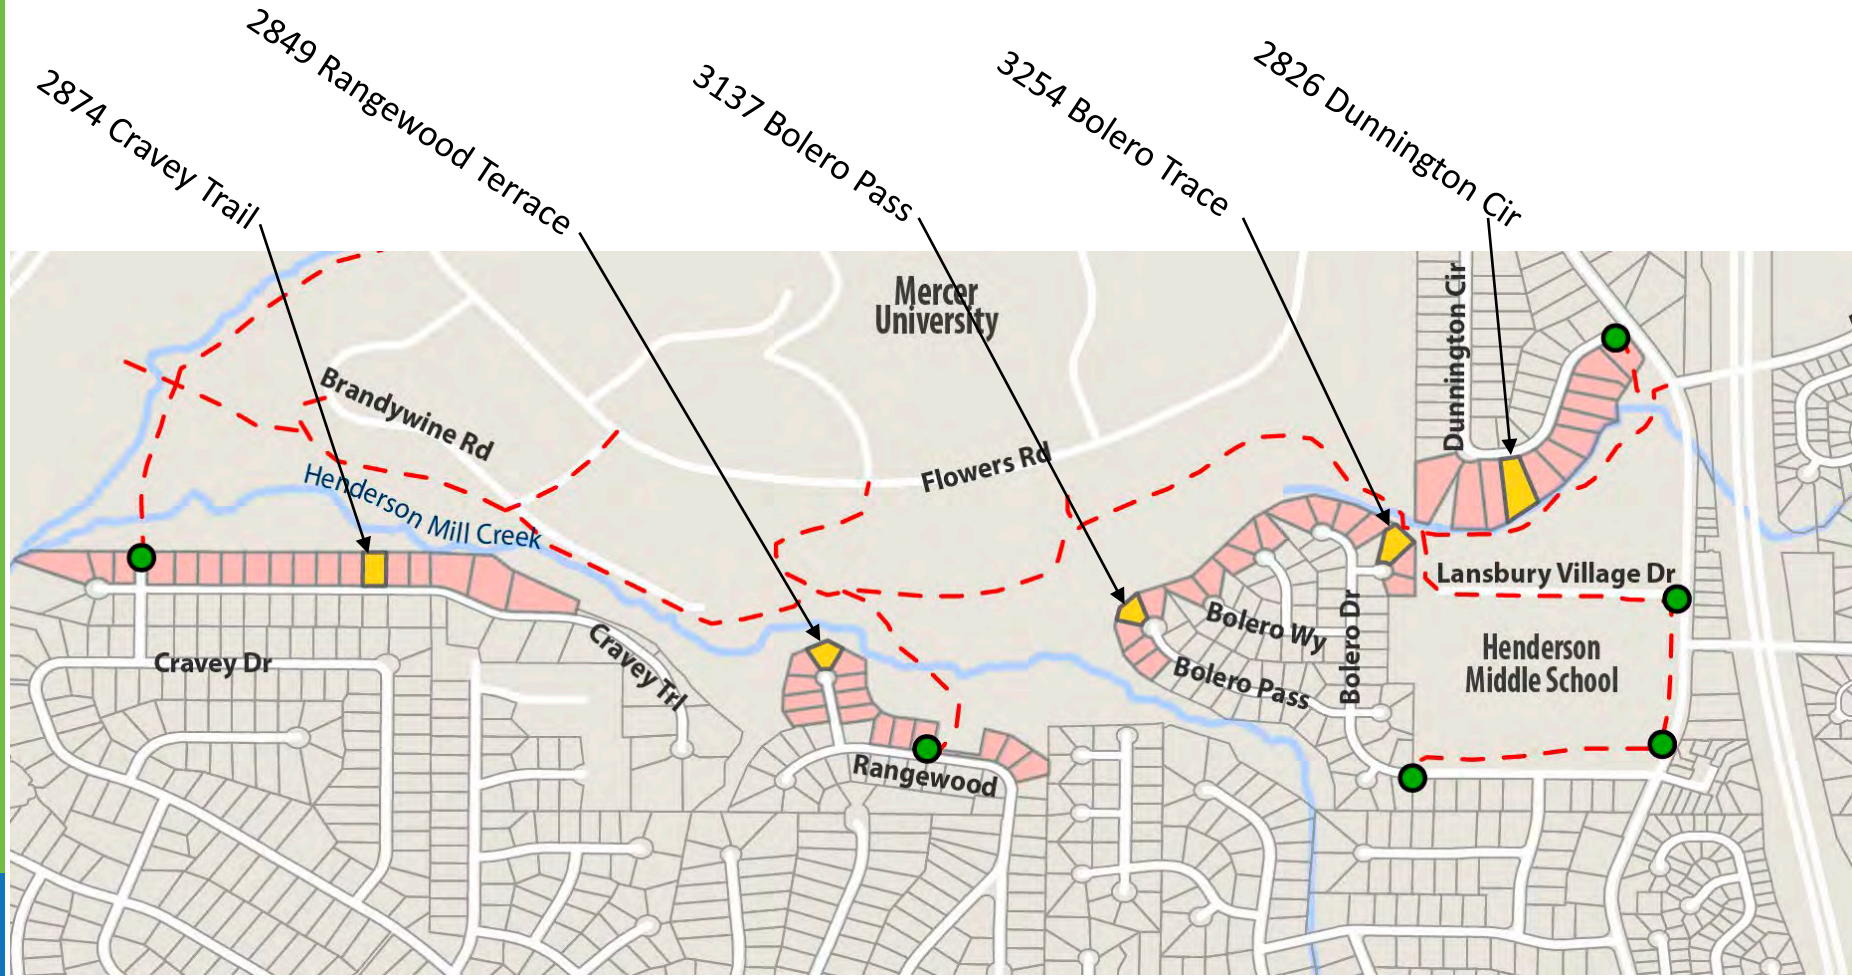 2874 Cravey Trail
2849 Rangewood Terrace
3137 Bolero Pass
3254 Bolero Trace
2826 Dunnington Cir
Mercer
University
Dunnington Cir
Brandywine Rd
Flowers Rd
Henderson Mill Creek
Lansbury Village Dr
Bolero Wy
Bolero Dr
Cravey Trl
Cravey Dr
Bolero Pass
Henderson
Middle School
Rangewood